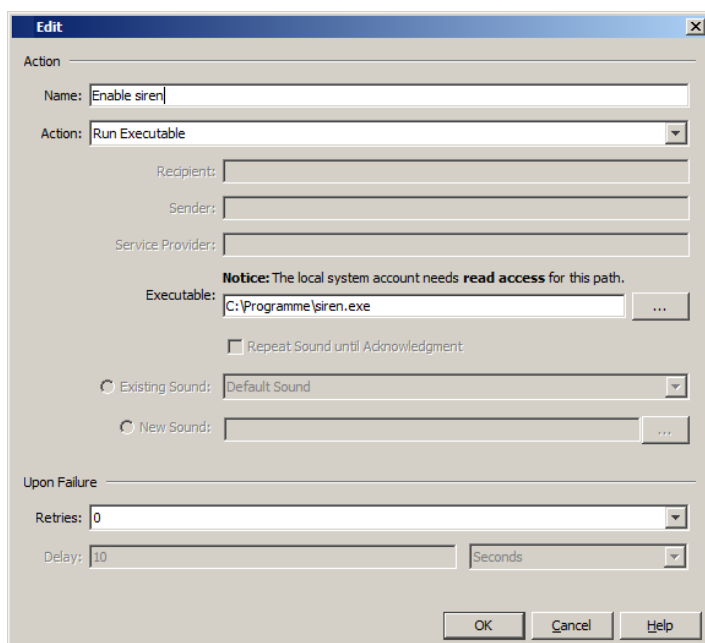 Edit
Action
Name: Enable siren
Action: Run Executable
Recipient:
Sender:
Service Provider:
Notice: The local system account needs read access for this path.
Executable: C:\Programme\siren.exe ...
Repeat Sound until Acknowledgment
Existing Sound: Default Sound
New Sound: ...
Upon Failure
Retries: 0
Delay: 10 Seconds
OK Cancel Help